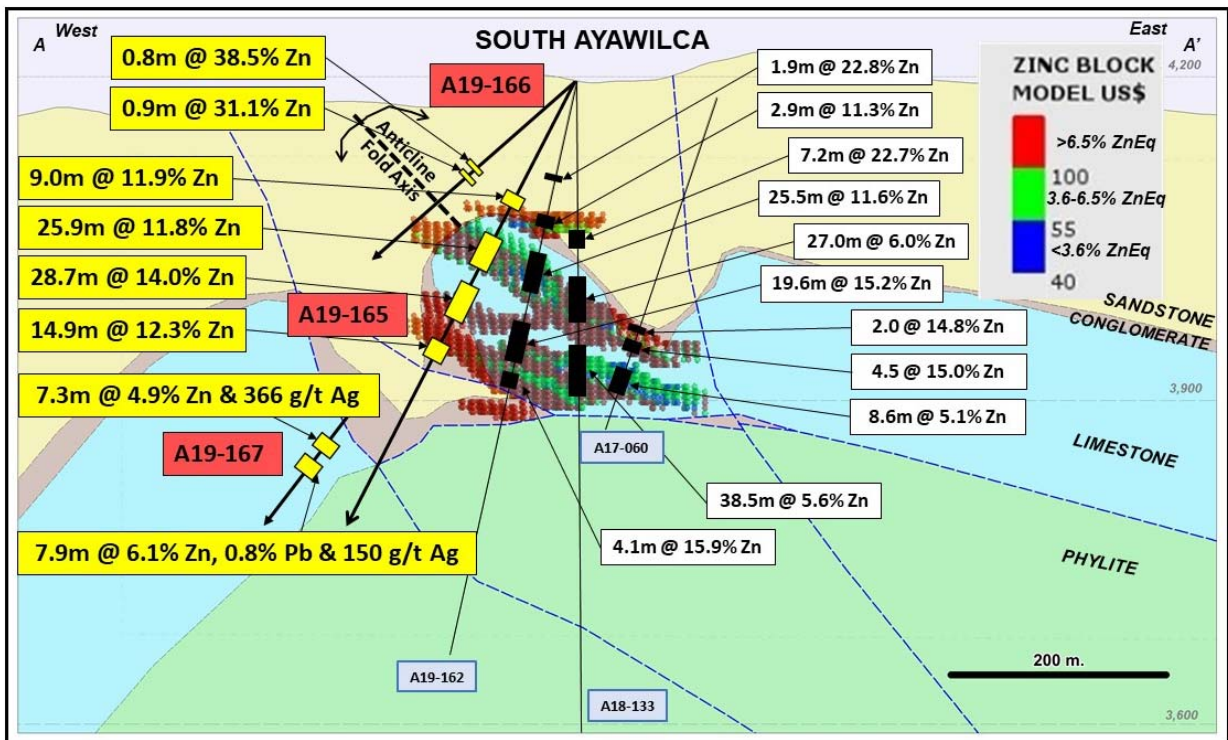 West
A
SOUTH AYAWILCA
East
A'
4,200
0.8m @ 38.5% Zn
0.9m @ 31.1% Zn
9.0m @ 11.9% Zn
25.9m @ 11.8% Zn
28.7m @ 14.0% Zn
14.9m @ 12.3% Zn
7.3m @ 4.9% Zn & 366 g/t Ag
A19-167
7.9m @ 6.1% Zn, 0.8% Pb & 150 g/t Ag
A19-166
Anticline
Fold Axis
A19-165
1.9m @ 22.8% Zn
2.9m @ 11.3% Zn
7.2m @ 22.7% Zn
25.5m @ 11.6% Zn
27.0m @ 6.0% Zn
19.6m @ 15.2% Zn
2.0 @ 14.8% Zn
4.5 @ 15.0% Zn
8.6m @ 5.1% Zn
38.5m @ 5.6% Zn
4.1m @ 15.9% Zn
A17-060
A19-162
A18-133
ZINC BLOCK
MODEL US$
>6.5% ZnEq
100
3.6-6.5% ZnEq
55
<3.6% ZnEq
40
SANDSTONE
CONGLOMERATE
3,900
LIMESTONE
PHYLITE
200 m.
3,600